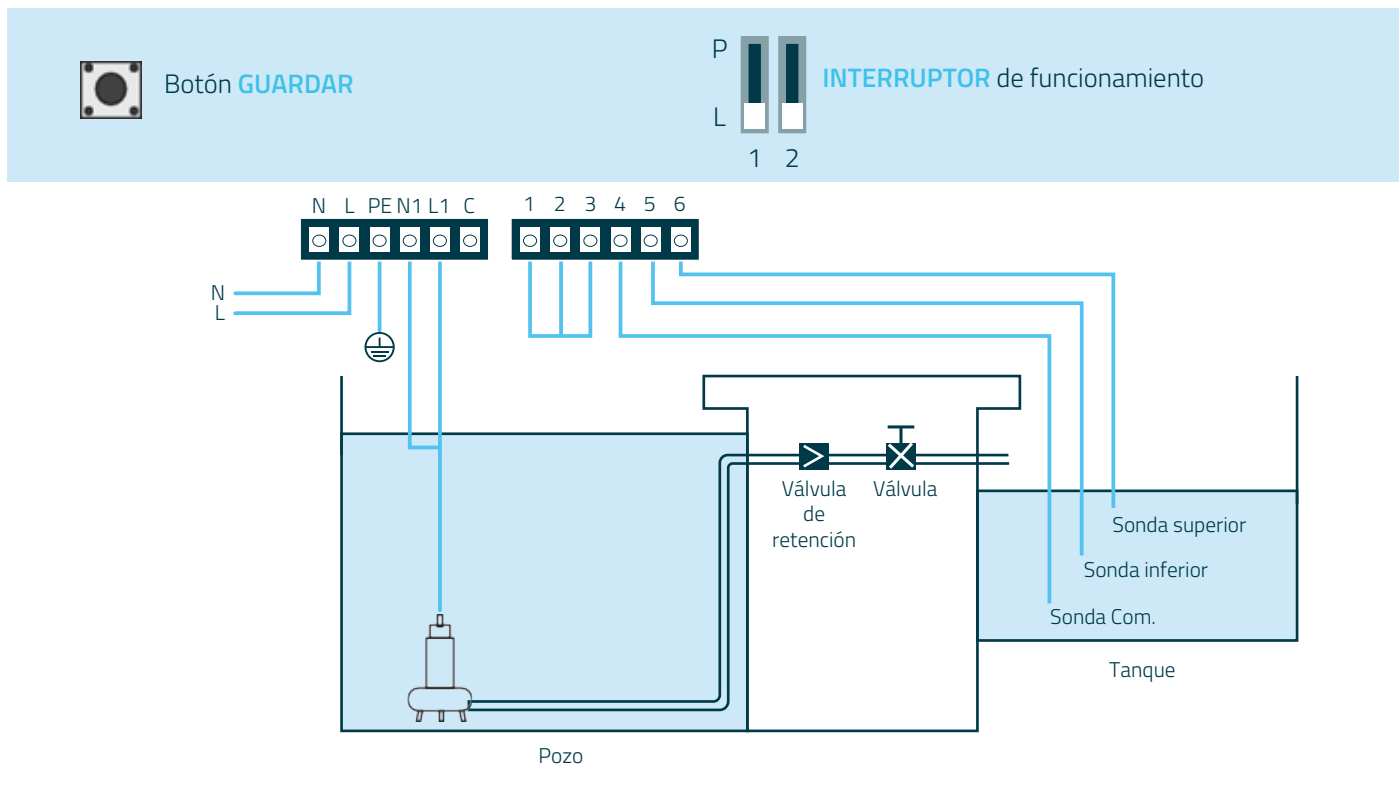 Botón GUARDAR
P
L
INTERRUPTOR de funcionamiento
1 2
N L PE N1 L1 C
1 2 3 4 5 6
N
L
Válvula
de
retención
Válvula
Sonda superior
Sonda inferior
Sonda Com.
Tanque
Pozo